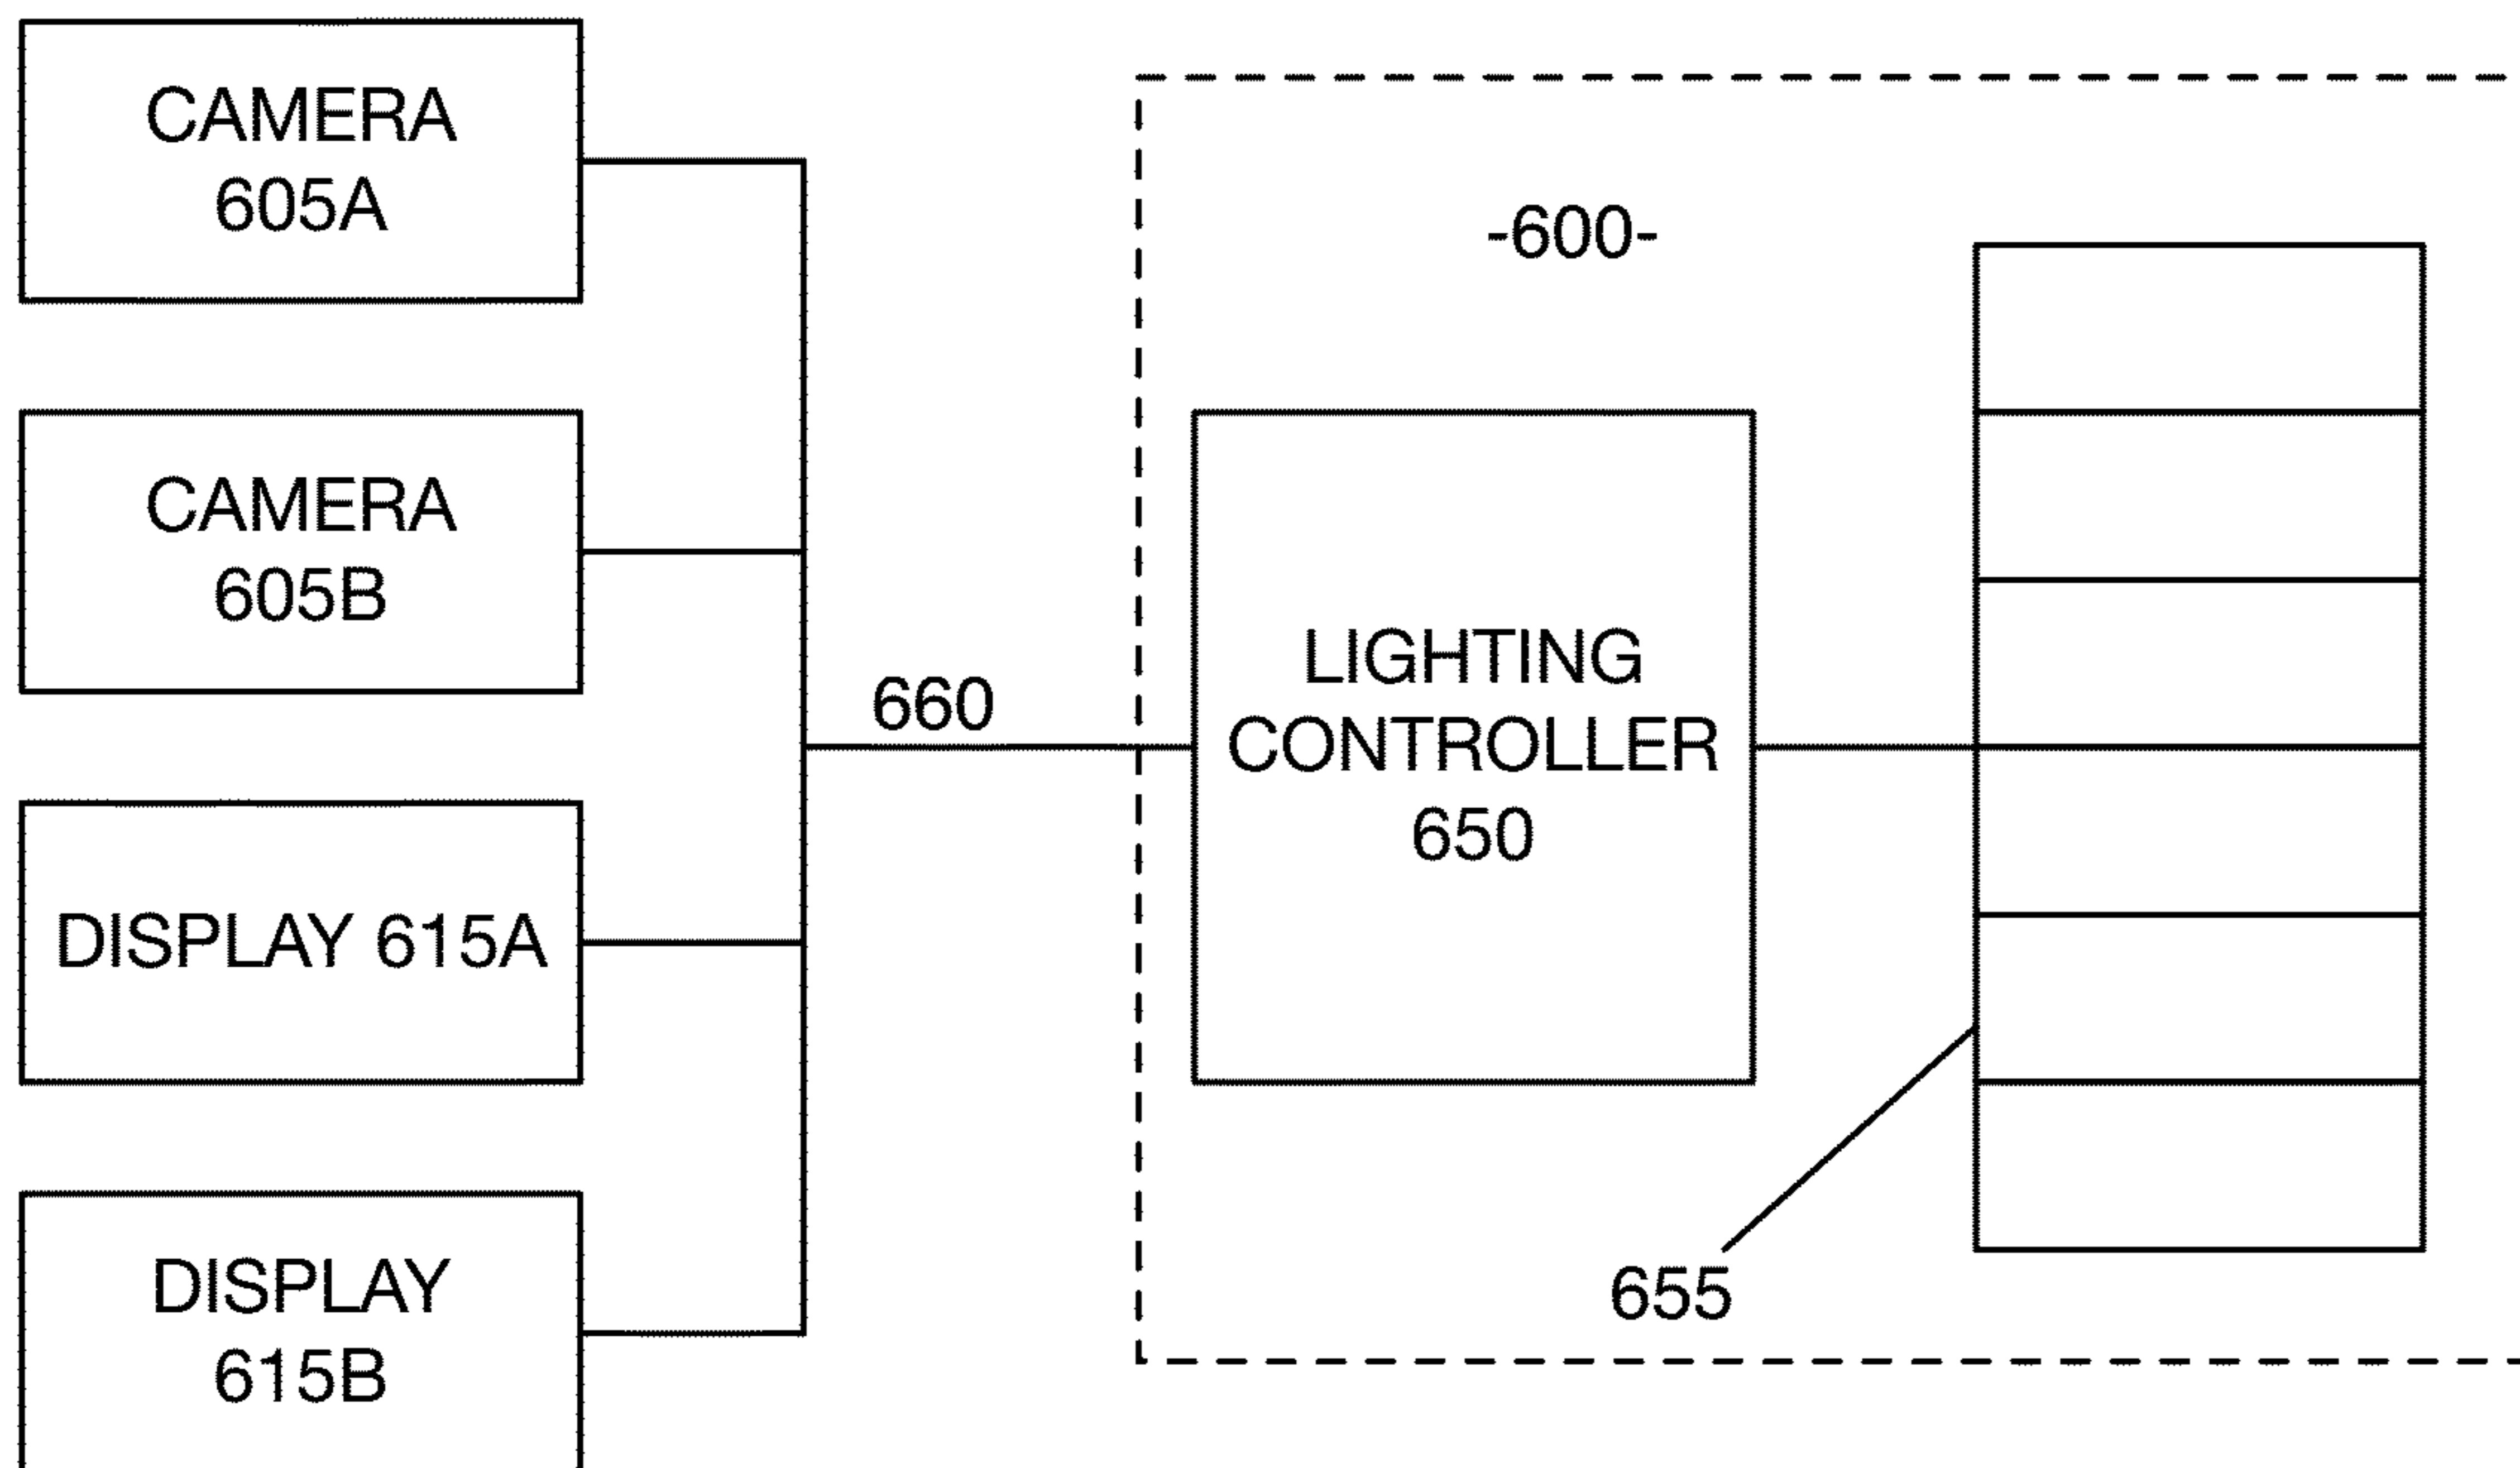 CAMERA
605A
CAMERA
605B
DISPLAY 615A
DISPLAY
615B
660
-600-
LIGHTING
CONTROLLER
650
655